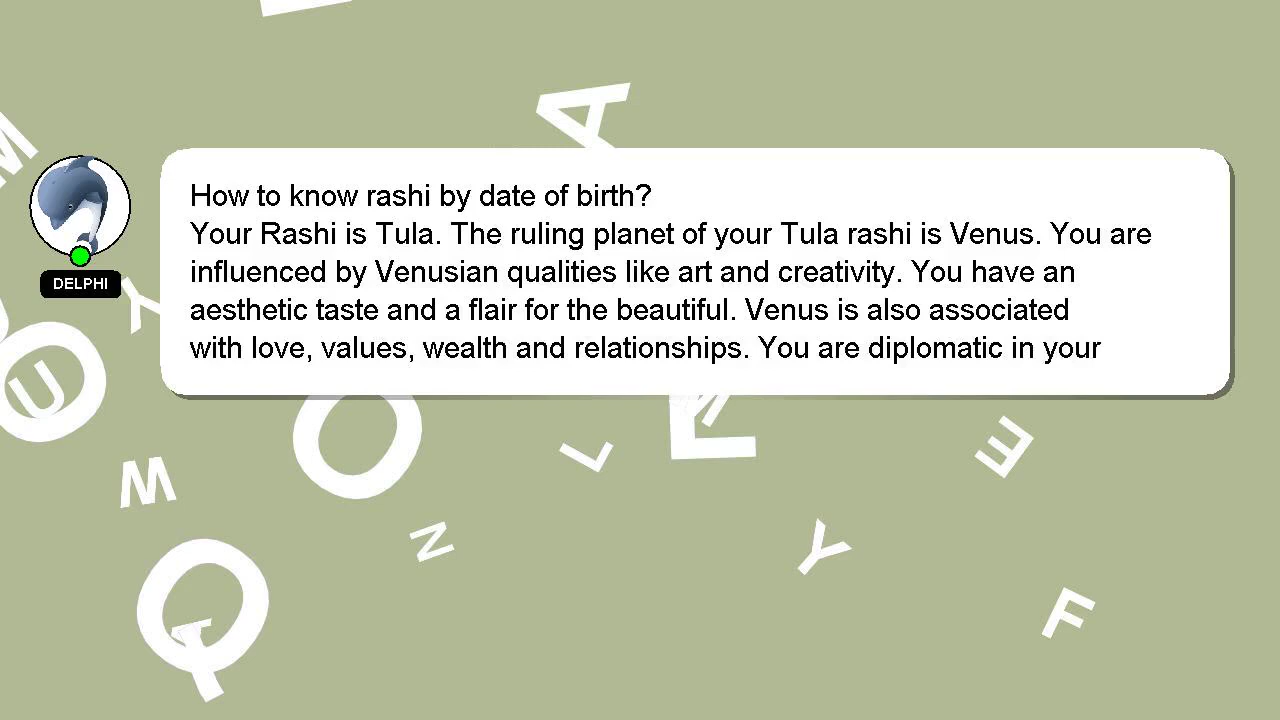 A
M
How to know rashi by date of birth?
Your Rashi is Tula. The ruling planet of your Tula rashi is Venus. You are
influenced by Venusian qualities like art and creativity. You have an
aesthetic taste and a flair for the beautiful. Venus is also associated
with love, values, wealth and relationships. You are diplomatic in your
DELPHI
Y
O
U
O
L
M
E
W
Z
Y
Q
T
F